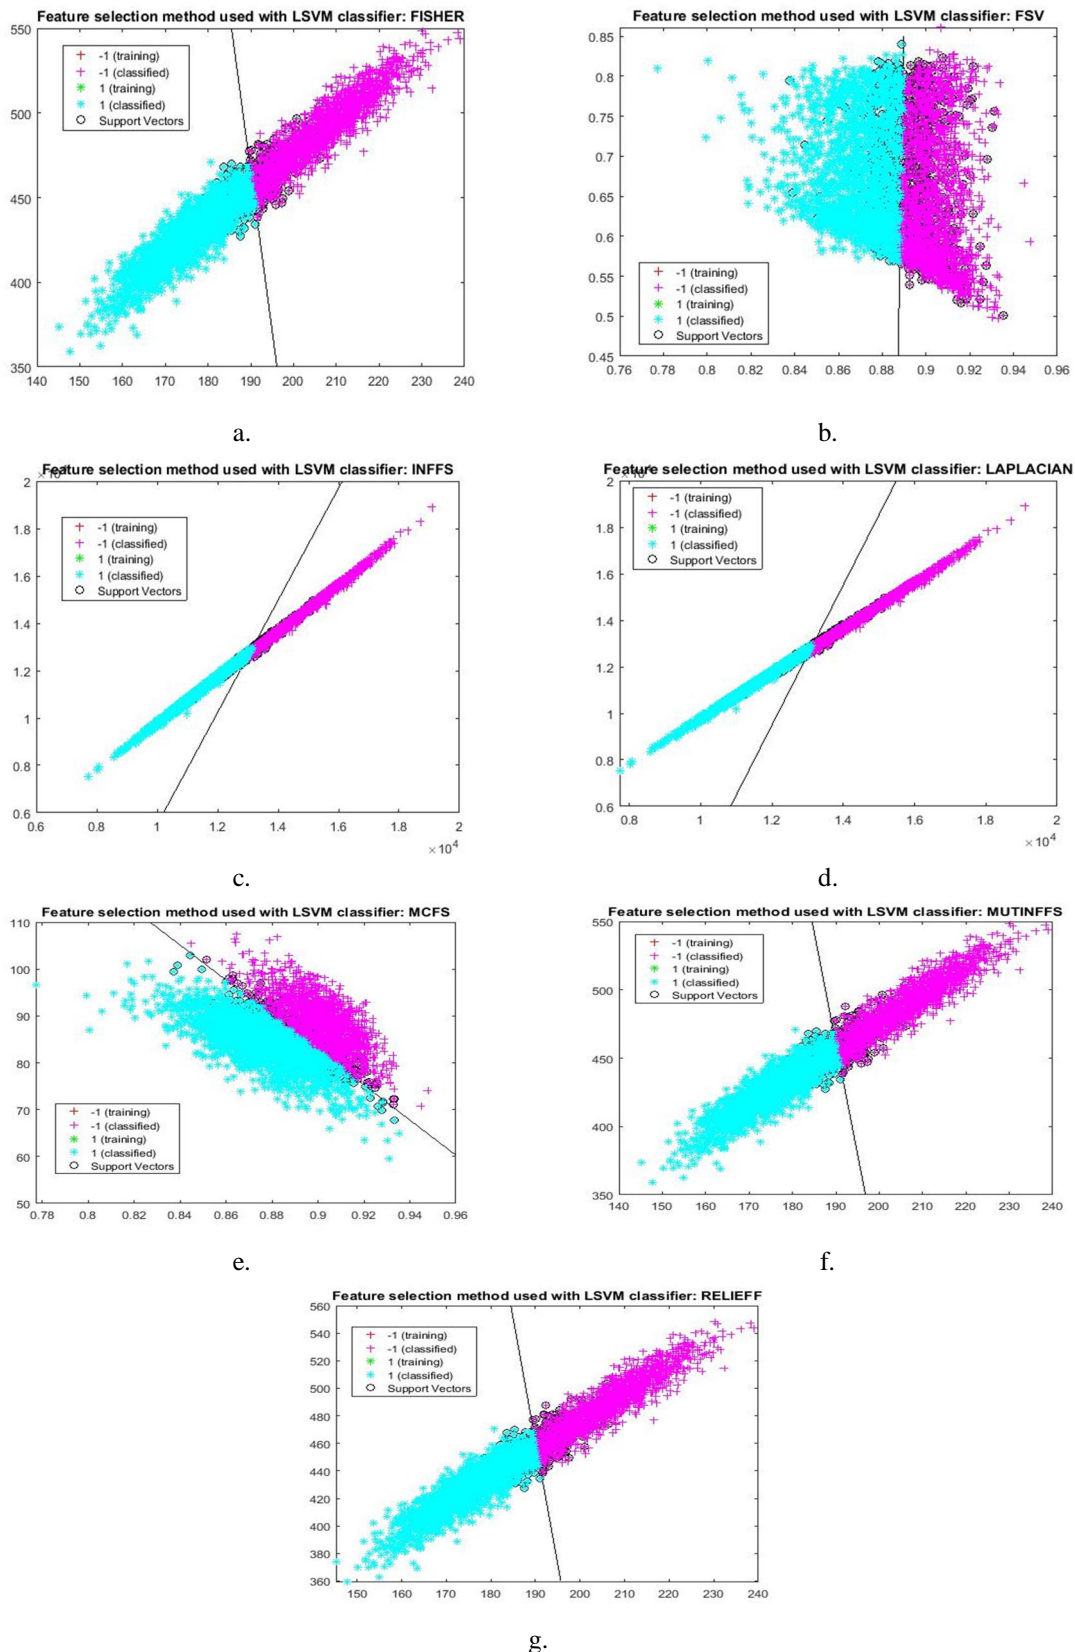 Feature selection method used with LSVM classifier: FISHER
550
500
450
400
350
-1 (training)
-1 (classified)
1 (training)
1 (classified)
Support Vectors
140 150 160 170 180 190 200 210 220 230 240
a.
Feature selection method used with LSVM classifier: FSV
0.85
0.8
0.75
0.7
0.65
0.6
0.55
0.5
0.45
-1 (training)
-1 (classified)
1 (training)
1 (classified)
Support Vectors
0.76 0.78 0.8 0.82 0.84 0.86 0.88 0.9 0.92 0.94 0.96
b.
Feature selection method used with LSVM classifier: INFFS
2
1.8
1.6
1.4
1.2
1
0.8
0.6
-1 (training)
-1 (classified)
1 (training)
1 (classified)
Support Vectors
0.6 0.8 1 1.2 1.4 1.6 1.8 2
× 10⁴
c.
Feature selection method used with LSVM classifier: LAPLACIAN
2
1.8
1.6
1.4
1.2
1
0.8
0.6
-1 (training)
-1 (classified)
1 (training)
1 (classified)
Support Vectors
0.8 1 1.2 1.4 1.6 1.8 2
× 10⁴
d.
Feature selection method used with LSVM classifier: MCFS
110
100
90
80
70
60
50
-1 (training)
-1 (classified)
1 (training)
1 (classified)
Support Vectors
0.78 0.8 0.82 0.84 0.86 0.88 0.9 0.92 0.94 0.96
e.
Feature selection method used with LSVM classifier: MUTINFFS
550
500
450
400
350
-1 (training)
-1 (classified)
1 (training)
1 (classified)
Support Vectors
140 150 160 170 180 190 200 210 220 230 240
f.
Feature selection method used with LSVM classifier: RELIEFF
560
540
520
500
480
460
440
420
400
380
360
-1 (training)
-1 (classified)
1 (training)
1 (classified)
Support Vectors
150 160 170 180 190 200 210 220 230 240
g.